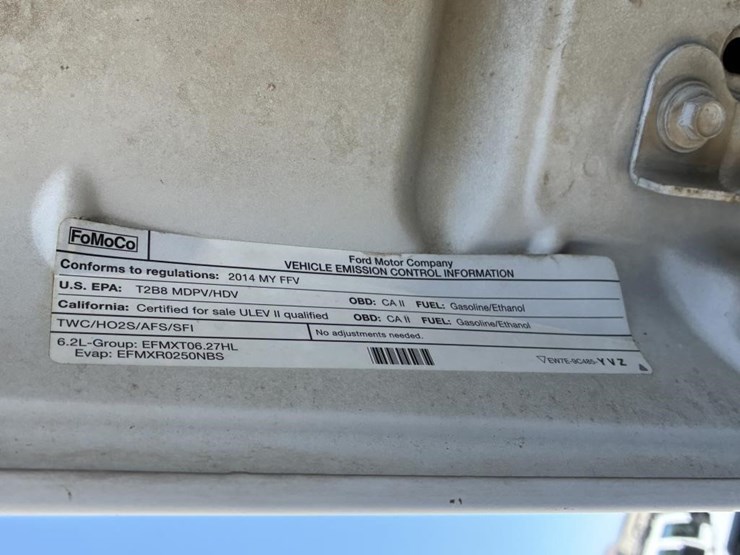 FoMoCo
Ford Motor Company
VEHICLE EMISSION CONTROL INFORMATION
Conforms to regulations: 2014 MY FFV
U.S. EPA: T2B8 MDPV/HDV OBD: CA II FUEL: Gasoline/Ethanol
California: Certified for sale ULEV II qualified OBD: CA II FUEL: Gasoline/Ethanol
TWC/HO2S/AFS/SFI No adjustments needed.
6.2L-Group: EFMXT06.27HL
Evap: EFMXR0250NBS
EW7E-9C485-YVZ